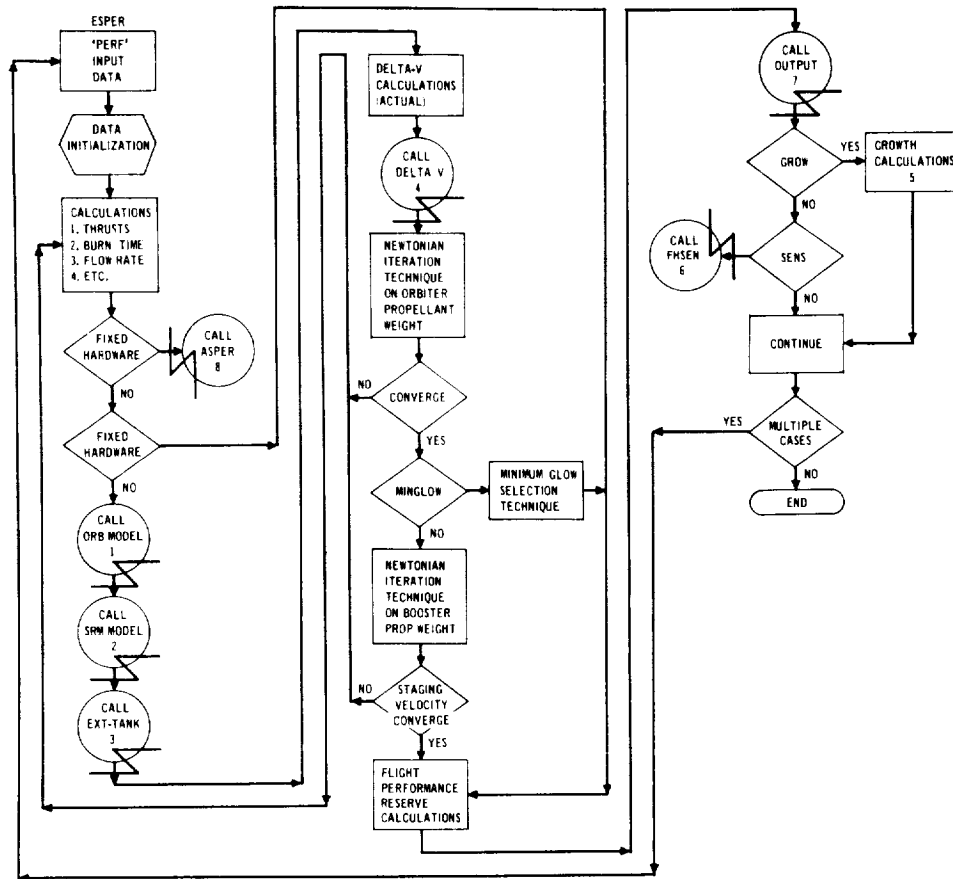 ESPER
'PERF'
INPUT
DATA
DATA
INITIALIZATION
CALCULATIONS
1. THRUSTS
2. BURN TIME
3. FLOW RATE
4. ETC.
FIXED
HARDWARE
CALL
ASPER
8
NO
FIXED
HARDWARE
NO
CALL
ORB MODEL
1
CALL
SRM MODEL
2
CALL
EXT-TANK
3
DELTA-V
CALCULATIONS
(ACTUAL)
CALL
DELTA V
4
NEWTONIAN
ITERATION
TECHNIQUE
ON ORBITER
PROPELLANT
WEIGHT
NO
CONVERGE
YES
MINGLOW
MINIMUM GLOW
SELECTION
TECHNIQUE
NO
NEWTONIAN
ITERATION
TECHNIQUE
ON BOOSTER
PROP WEIGHT
NO
STAGING
VELOCITY
CONVERGE
YES
FLIGHT
PERFORMANCE
RESERVE
CALCULATIONS
CALL
OUTPUT
7
GROW
YES
GROWTH
CALCULATIONS
5
NO
CALL
FHSEN
6
SENS
NO
CONTINUE
YES
MULTIPLE
CASES
NO
END